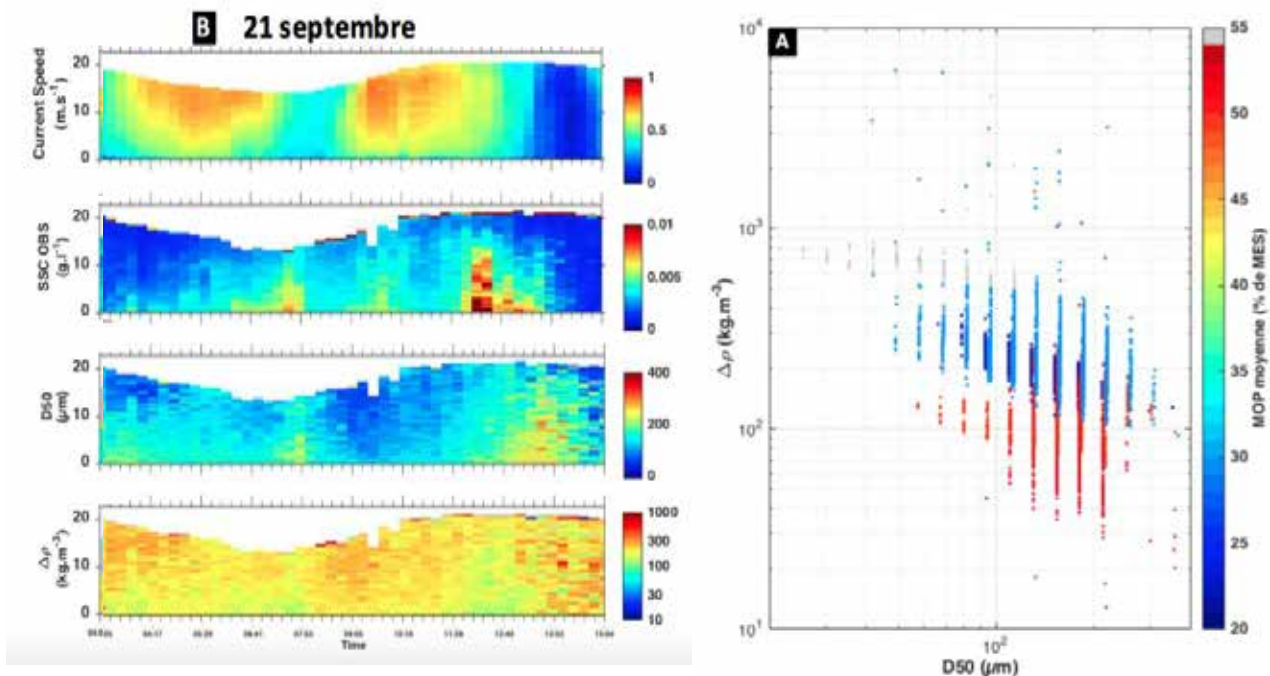 B 21 septembre
Current Speed
(m.s⁻¹)
20
10
0
1
0.5
0
SSC OBS
(g.l⁻¹)
20
10
0
0.01
0.005
0
D50
(μm)
20
10
0
400
200
0
Δρ
(kg.m⁻³)
20
10
0
1000
300
100
30
10
Time
A
10⁴
10³
10²
10¹
Δρ (kg.m⁻³)
10²
D50 (μm)
55
50
45
40
35
30
25
20
MOP moyenne (% de MES)